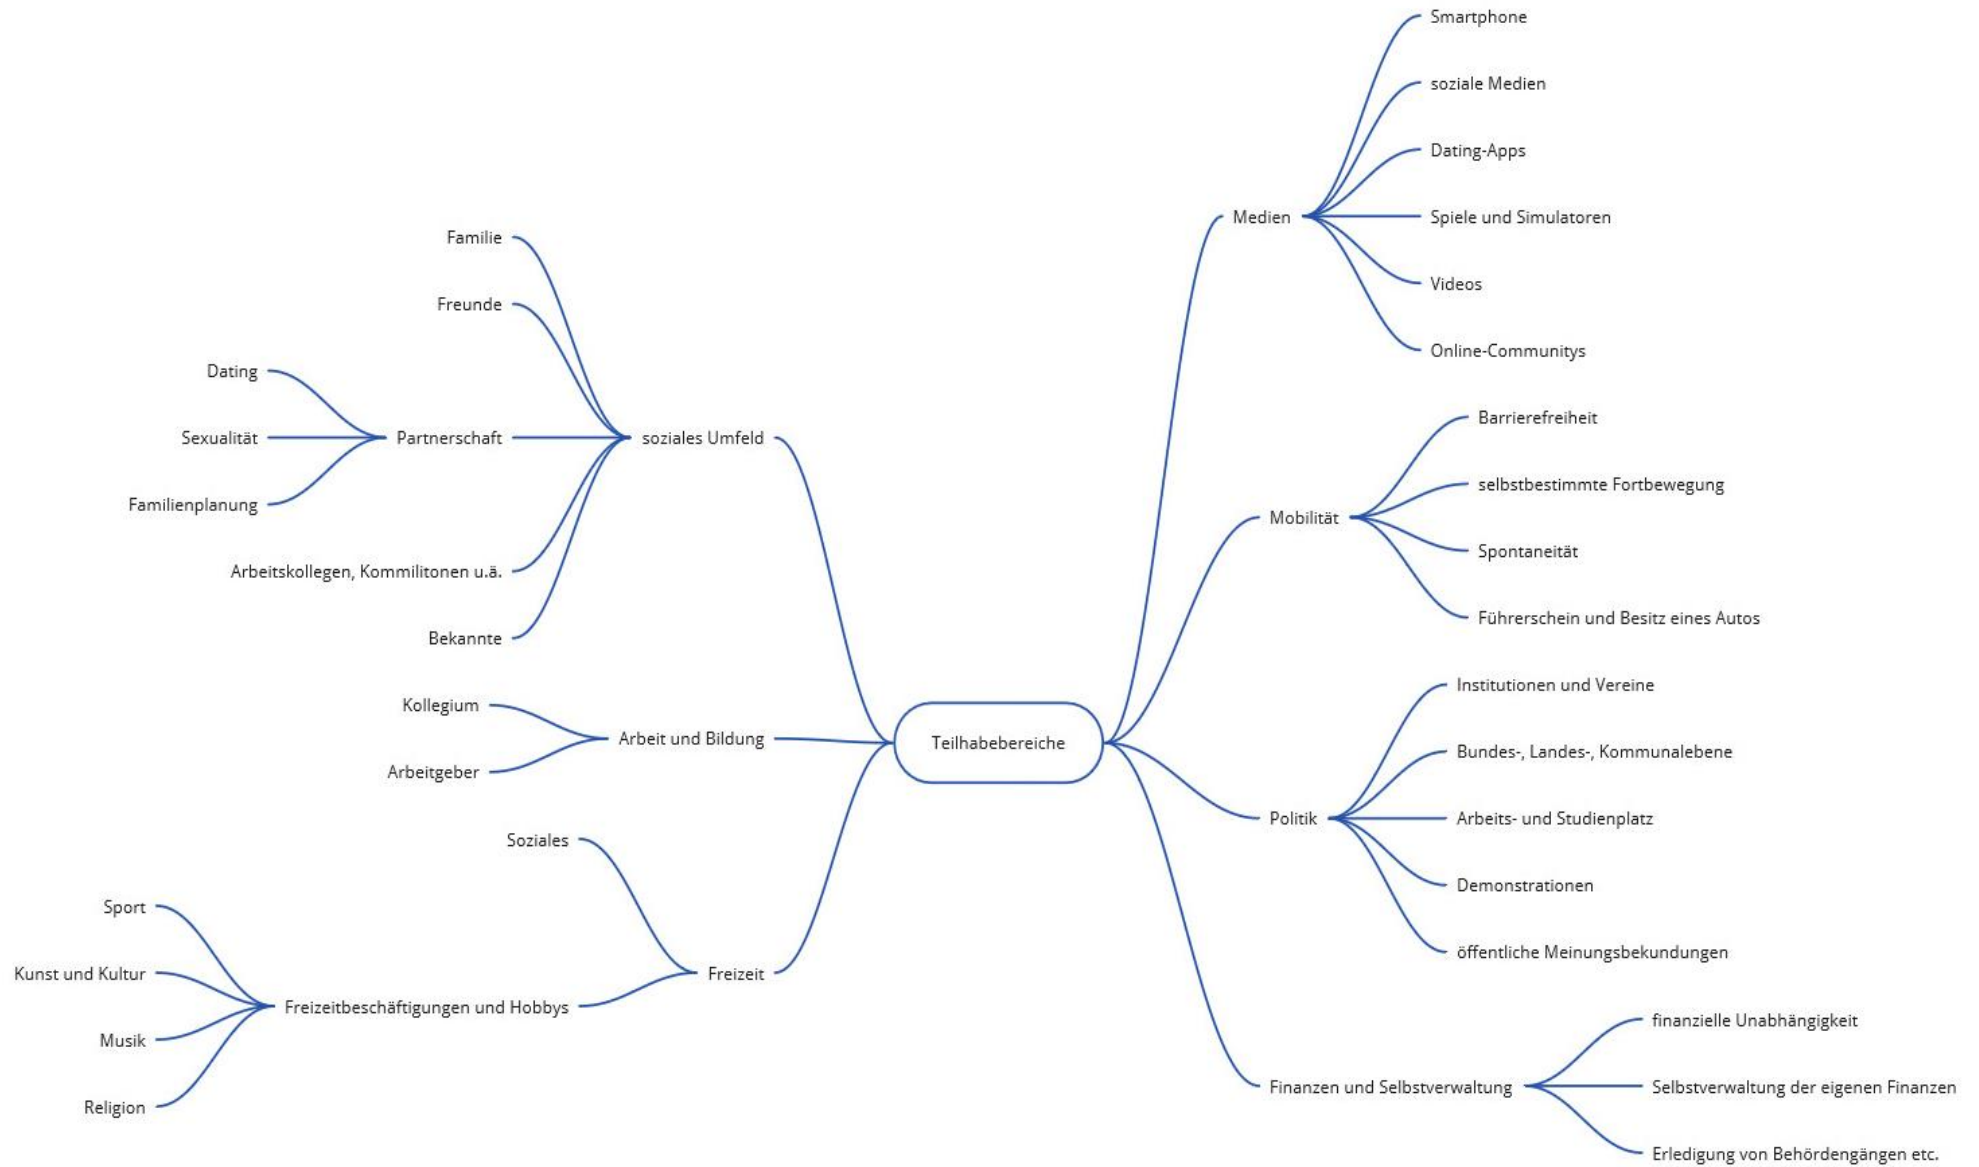 Teilhabebereiche
soziales Umfeld
Familie
Freunde
Partnerschaft
Dating
Sexualität
Familienplanung
Arbeitskollegen, Kommilitonen u.ä.
Bekannte
Arbeit und Bildung
Kollegium
Arbeitgeber
Freizeit
Soziales
Freizeitbeschäftigungen und Hobbys
Sport
Kunst und Kultur
Musik
Religion
Medien
Smartphone
soziale Medien
Dating-Apps
Spiele und Simulatoren
Videos
Online-Communitys
Mobilität
Barrierefreiheit
selbstbestimmte Fortbewegung
Spontaneität
Führerschein und Besitz eines Autos
Politik
Institutionen und Vereine
Bundes-, Landes-, Kommunalebene
Arbeits- und Studienplatz
Demonstrationen
öffentliche Meinungsbekundungen
Finanzen und Selbstverwaltung
finanzielle Unabhängigkeit
Selbstverwaltung der eigenen Finanzen
Erledigung von Behördengängen etc.